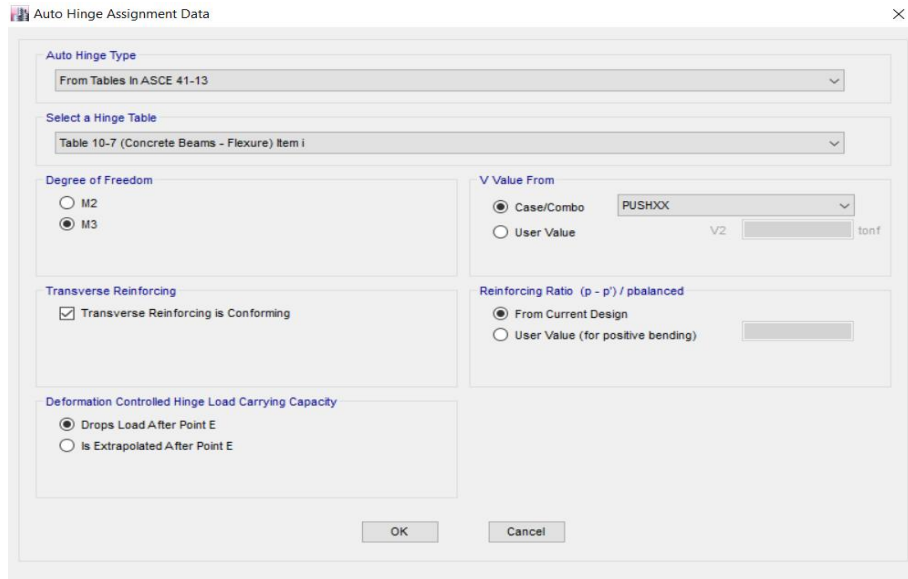 Auto Hinge Assignment Data
Auto Hinge Type
From Tables In ASCE 41-13
Select a Hinge Table
Table 10-7 (Concrete Beams - Flexure) Item i
Degree of Freedom
M2
M3
V Value From
Case/Combo PUSHXX
User Value V2 tonf
Transverse Reinforcing
Transverse Reinforcing is Conforming
Reinforcing Ratio (p - p') / pbalanced
From Current Design
User Value (for positive bending)
Deformation Controlled Hinge Load Carrying Capacity
Drops Load After Point E
Is Extrapolated After Point E
OK Cancel